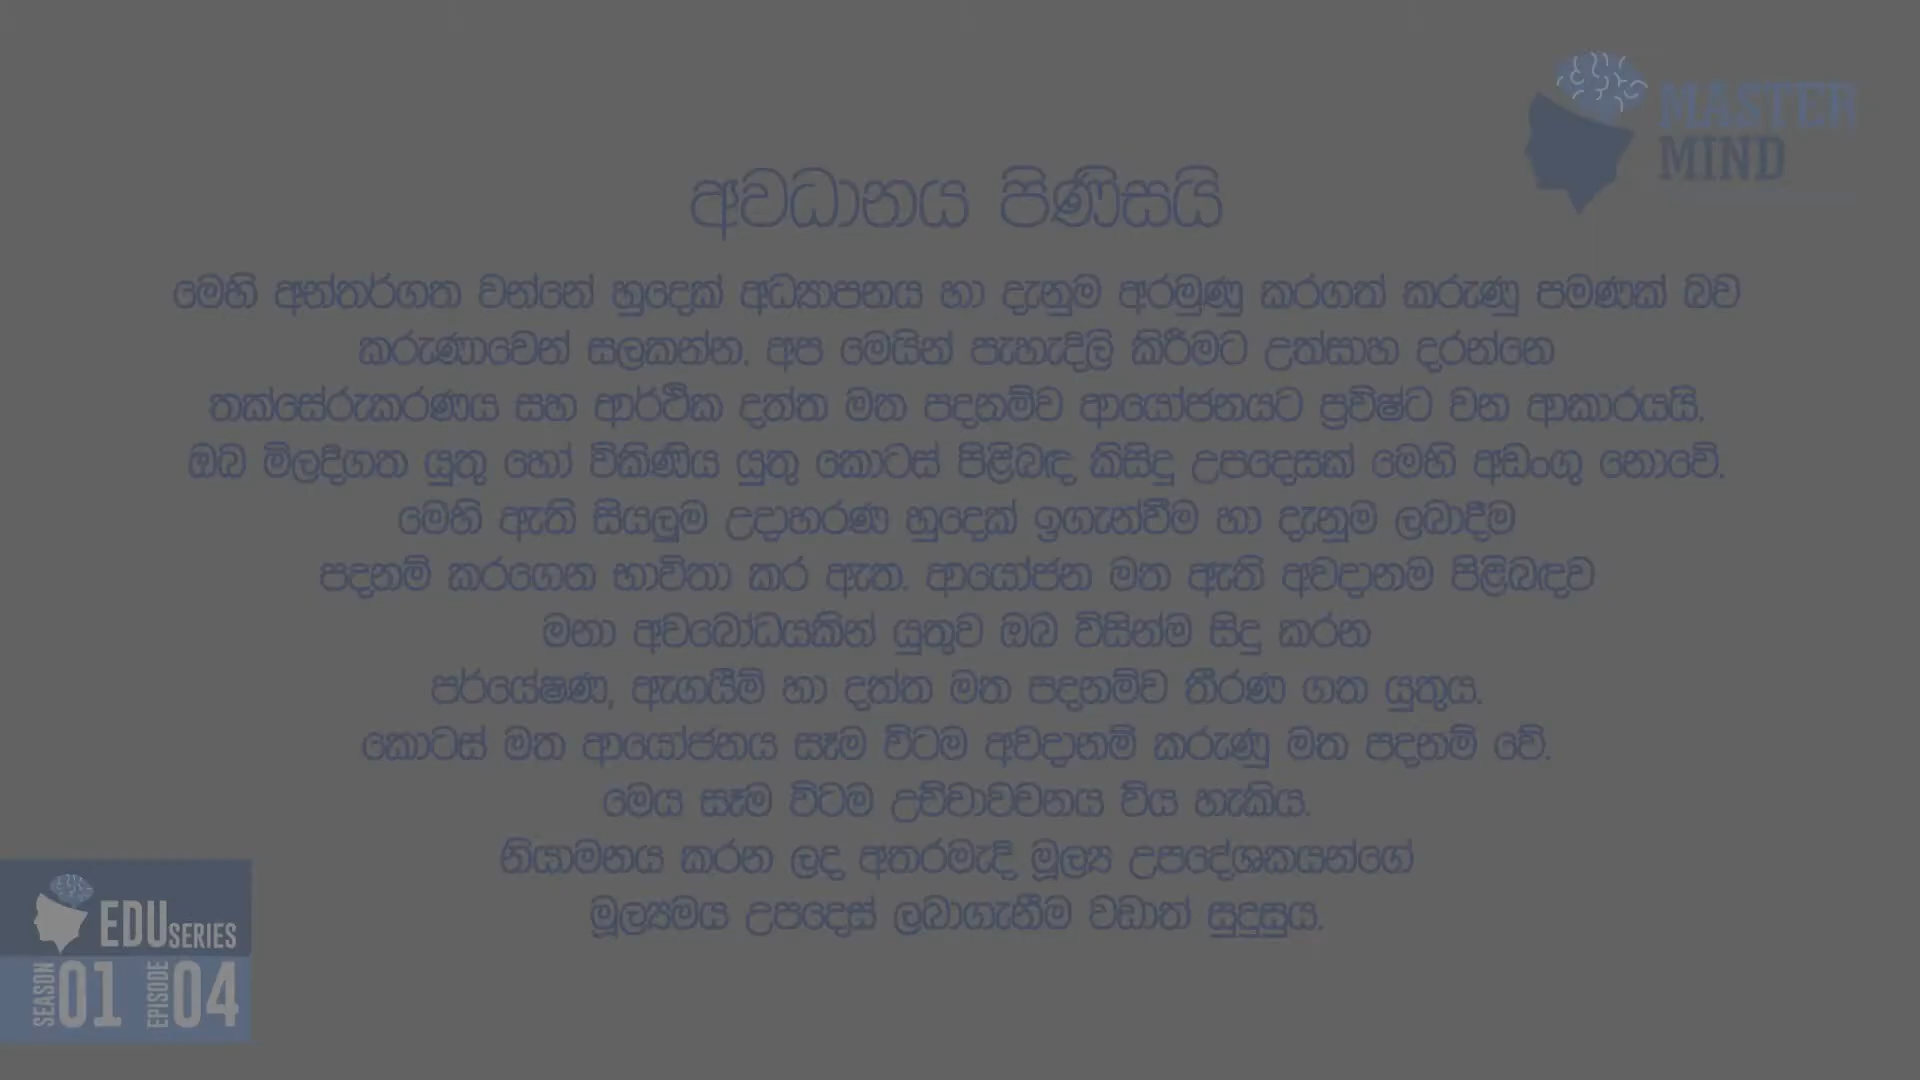 MASTER
MIND
අවධානය පිණිසයි
මෙහි අන්තර්ගත වන්නේ හුදෙක් අධ්‍යාපනය හා දැනුම අරමුණු කරගත් කරුණු පමණක් බව
කරුණාවෙන් සලකන්න. අප මෙයින් පැහැදිලි කිරීමට උත්සාහ දරන්නෙ
තක්සේරුකරණය සහ ආර්ථික දත්ත මත පදනම්ව ආයෝජනයට ප්‍රවිෂ්ට වන ආකාරයයි.
ඔබ මිලදීගත යුතු හෝ විකිණිය යුතු කොටස් පිළිබඳ කිසිදු උපදෙසක් මෙහි අඩංගු නොවේ.
මෙහි ඇති සියලුම උදාහරණ හුදෙක් ඉගැන්වීම හා දැනුම ලබාදීම
පදනම් කරගෙන භාවිතා කර ඇත. ආයෝජන මත ඇති අවදානම පිළිබඳව
මනා අවබෝධයකින් යුතුව ඔබ විසින්ම සිදු කරන
පර්යේෂණ, ඇගයීම් හා දත්ත මත පදනම්ව තීරණ ගත යුතුය.
කොටස් මත ආයෝජනය සෑම විටම අවදානම් කරුණු මත පදනම් වේ.
මෙය සෑම විටම උච්චාවචනය විය හැකිය.
නියාමනය කරන ලද අතරමැදි මූල්‍ය උපදේශකයන්ගේ
මූල්‍යමය උපදෙස් ලබාගැනීම වඩාත් සුදුසුය.
EDU SERIES
SEASON 01 EPISODE 04